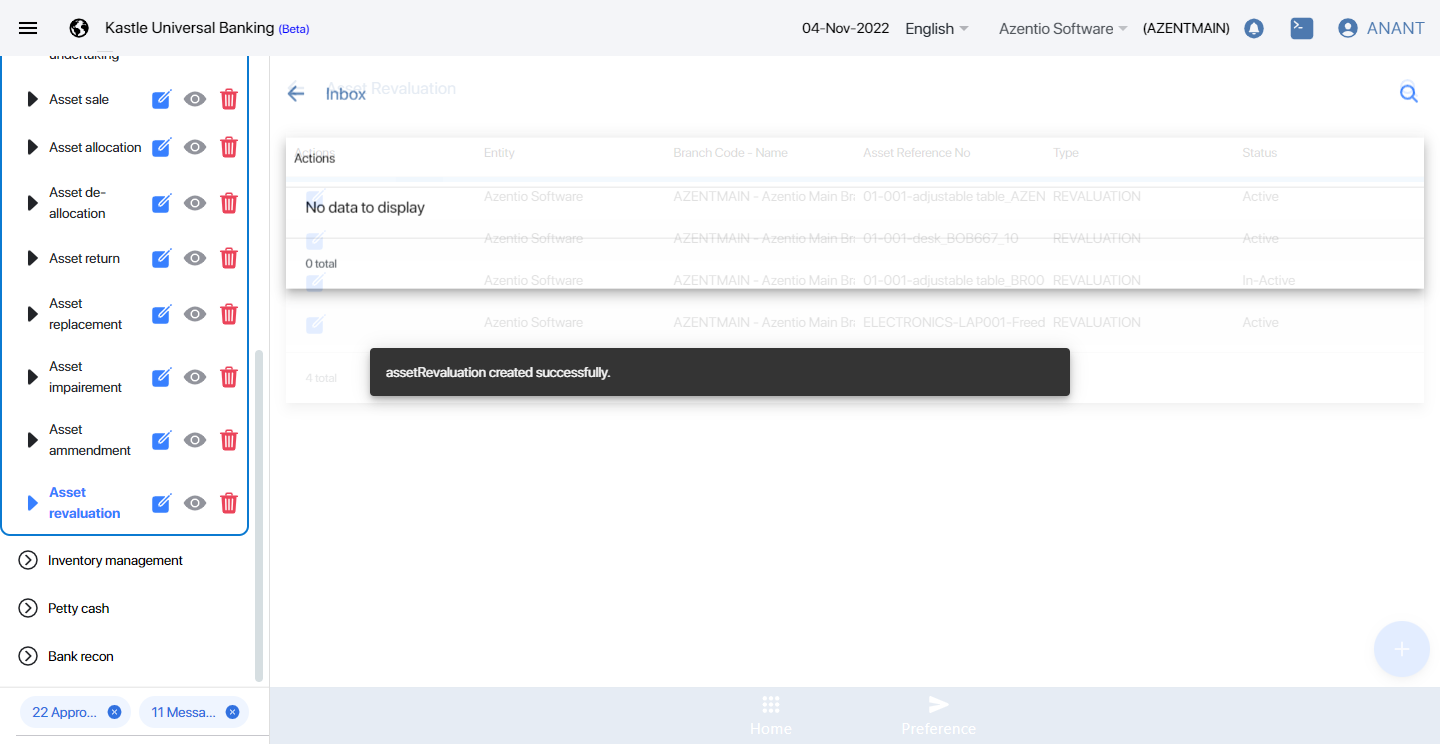 Kastle Universal Banking (Beta)
04-Nov-2022
English
Azentio Software
(AZENTMAIN)
ANANT
undertaking
Asset sale
Asset allocation
Asset de-
allocation
Asset return
Asset
replacement
Asset
impairement
Asset
ammendment
Asset
revaluation
Inventory management
Petty cash
Bank recon
22 Appro...
11 Messa...
Asset Revaluation
Inbox
Actions Entity Branch Code - Name Asset Reference No Type Status
Actions
Azentio Software AZENTMAIN - Azentio Main Bra 01-001-adjustable table_AZEN REVALUATION Active
No data to display
Azentio Software AZENTMAIN - Azentio Main Bra 01-001-desk_BOB667_10 REVALUATION Active
0 total
Azentio Software AZENTMAIN - Azentio Main Bra 01-001-adjustable table_BR00 REVALUATION In-Active
Azentio Software AZENTMAIN - Azentio Main Bra ELECTRONICS-LAP001-Freed REVALUATION Active
4 total
assetRevaluation created successfully.
Home
Preference